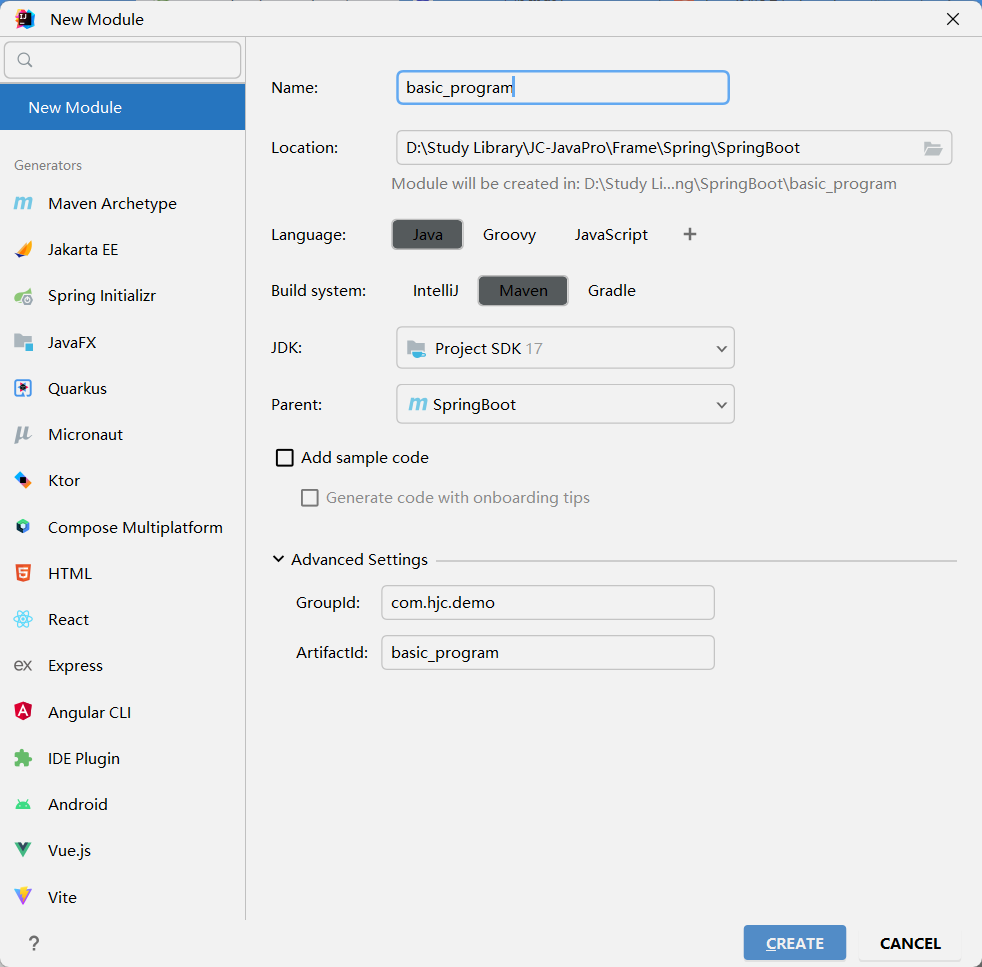 New Module
New Module
Generators
Maven Archetype
Jakarta EE
Spring Initializr
JavaFX
Quarkus
Micronaut
Ktor
Compose Multiplatform
HTML
React
Express
Angular CLI
IDE Plugin
Android
Vue.js
Vite
?
Name: basic_program
Location: D:\Study Library\JC-JavaPro\Frame\Spring\SpringBoot
Module will be created in: D:\Study Li...ng\SpringBoot\basic_program
Language: Java Groovy JavaScript +
Build system: IntelliJ Maven Gradle
JDK: Project SDK 17
Parent: m SpringBoot
Add sample code
Generate code with onboarding tips
Advanced Settings
GroupId: com.hjc.demo
ArtifactId: basic_program
CREATE CANCEL